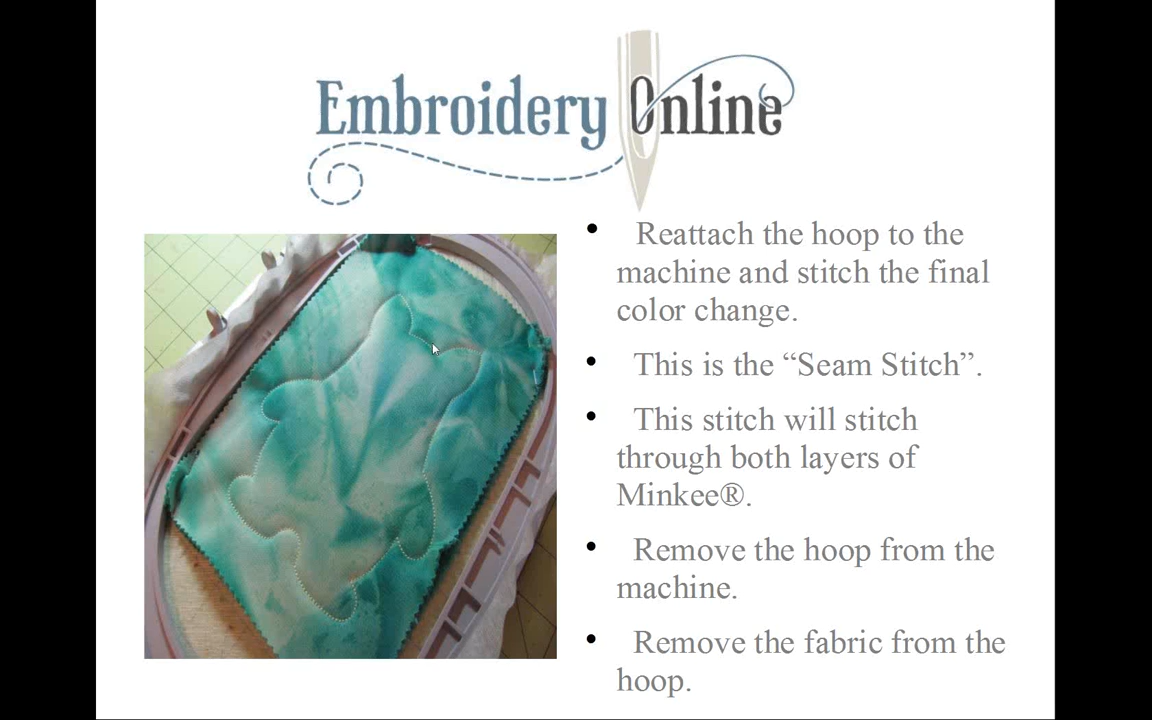 Embroidery Online
Reattach the hoop to the
machine and stitch the final
color change.
This is the “Seam Stitch”.
This stitch will stitch
through both layers of
Minkee®.
Remove the hoop from the
machine.
Remove the fabric from the
hoop.